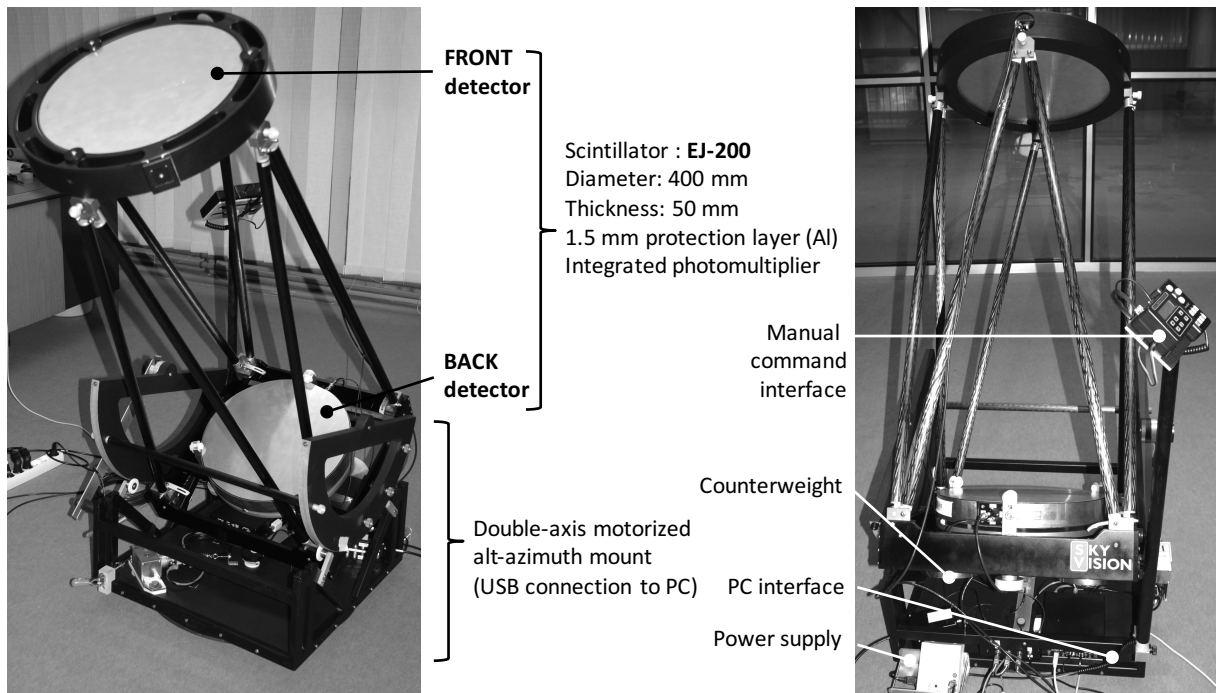 FRONT
detector
Scintillator : EJ-200
Diameter: 400 mm
Thickness: 50 mm
1.5 mm protection layer (Al)
Integrated photomultiplier
BACK
detector
Double-axis motorized
alt-azimuth mount
(USB connection to PC)
Manual
command
interface
Counterweight
PC interface
Power supply
SKY
VISION